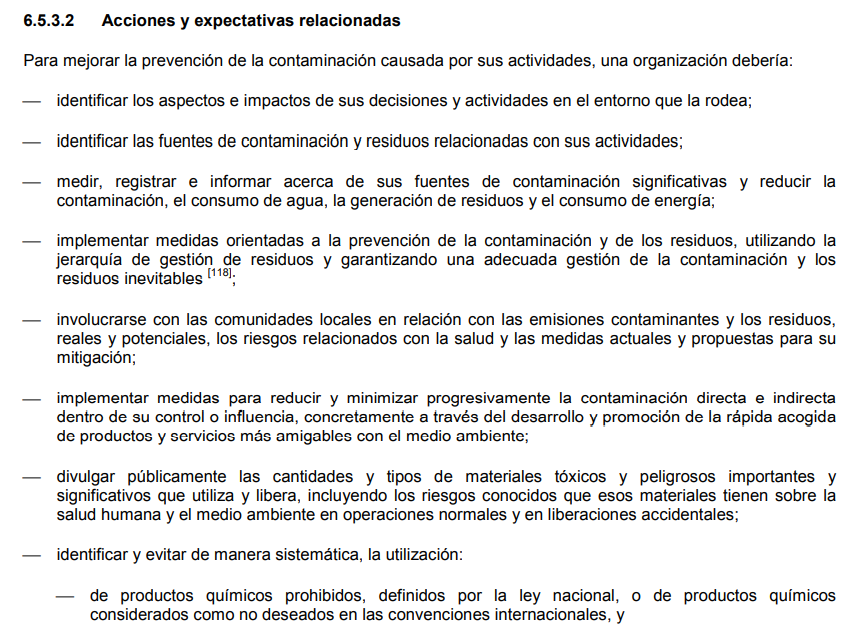 6.5.3.2 Acciones y expectativas relacionadas
Para mejorar la prevención de la contaminación causada por sus actividades, una organización debería:
— identificar los aspectos e impactos de sus decisiones y actividades en el entorno que la rodea;
— identificar las fuentes de contaminación y residuos relacionadas con sus actividades;
— medir, registrar e informar acerca de sus fuentes de contaminación significativas y reducir la
contaminación, el consumo de agua, la generación de residuos y el consumo de energía;
— implementar medidas orientadas a la prevención de la contaminación y de los residuos, utilizando la
jerarquía de gestión de residuos y garantizando una adecuada gestión de la contaminación y los
residuos inevitables [118];
— involucrarse con las comunidades locales en relación con las emisiones contaminantes y los residuos,
reales y potenciales, los riesgos relacionados con la salud y las medidas actuales y propuestas para su
mitigación;
— implementar medidas para reducir y minimizar progresivamente la contaminación directa e indirecta
dentro de su control o influencia, concretamente a través del desarrollo y promoción de la rápida acogida
de productos y servicios más amigables con el medio ambiente;
— divulgar públicamente las cantidades y tipos de materiales tóxicos y peligrosos importantes y
significativos que utiliza y libera, incluyendo los riesgos conocidos que esos materiales tienen sobre la
salud humana y el medio ambiente en operaciones normales y en liberaciones accidentales;
— identificar y evitar de manera sistemática, la utilización:
— de productos químicos prohibidos, definidos por la ley nacional, o de productos químicos
considerados como no deseados en las convenciones internacionales, y